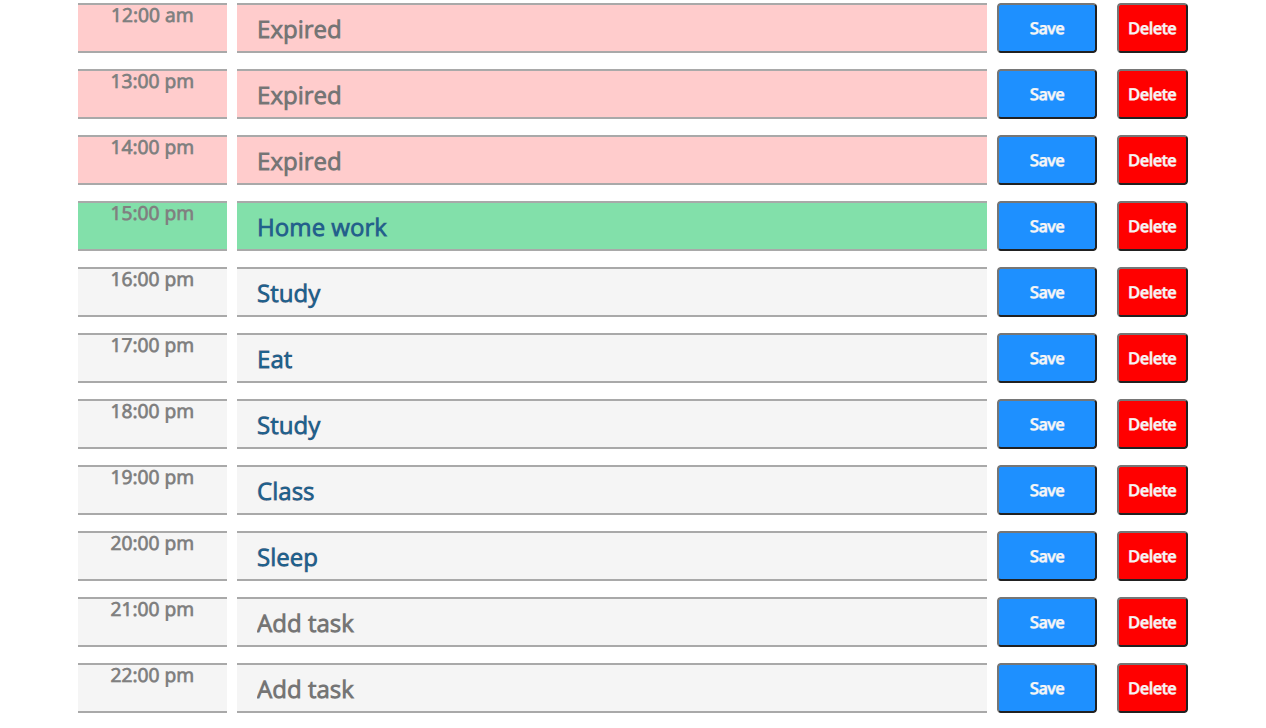 12:00 am Expired Save Delete
13:00 pm Expired Save Delete
14:00 pm Expired Save Delete
15:00 pm Home work Save Delete
16:00 pm Study Save Delete
17:00 pm Eat Save Delete
18:00 pm Study Save Delete
19:00 pm Class Save Delete
20:00 pm Sleep Save Delete
21:00 pm Add task Save Delete
22:00 pm Add task Save Delete